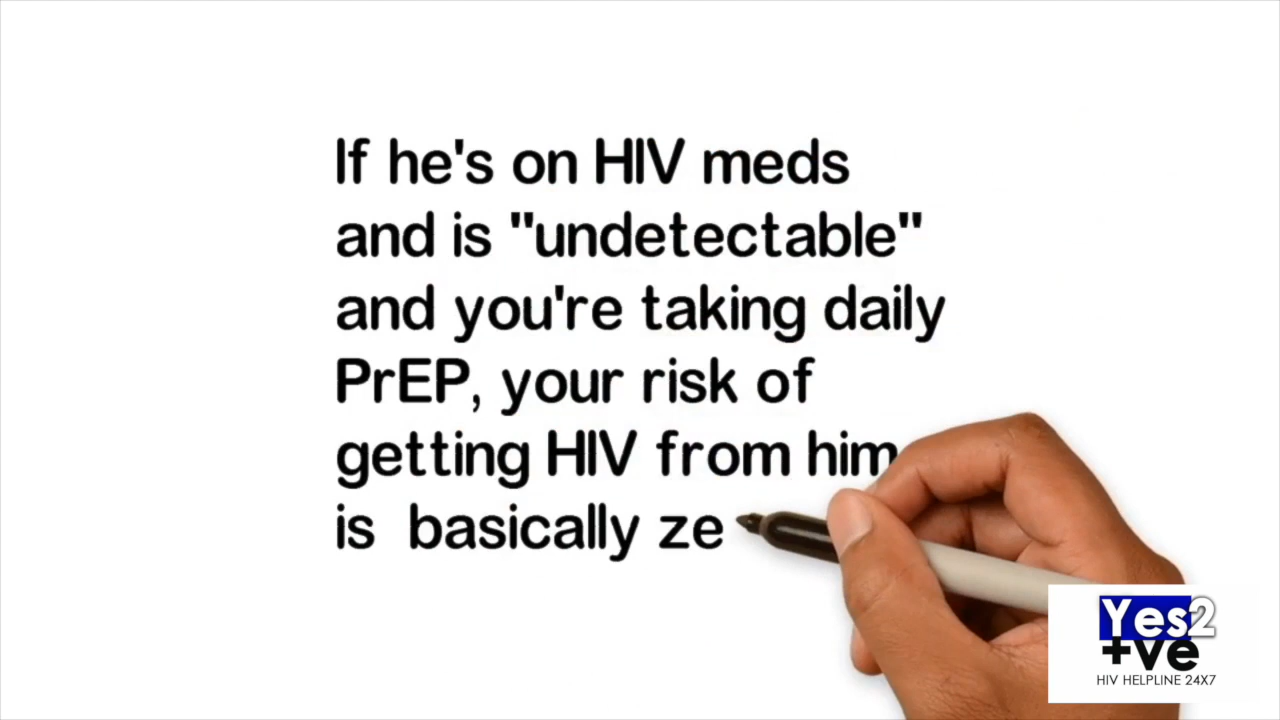 If he's on HIV meds
and is "undetectable"
and you're taking daily
PrEP, your risk of
getting HIV from him
is  basically ze
Yes2
+ve
HIV HELPLINE 24X7